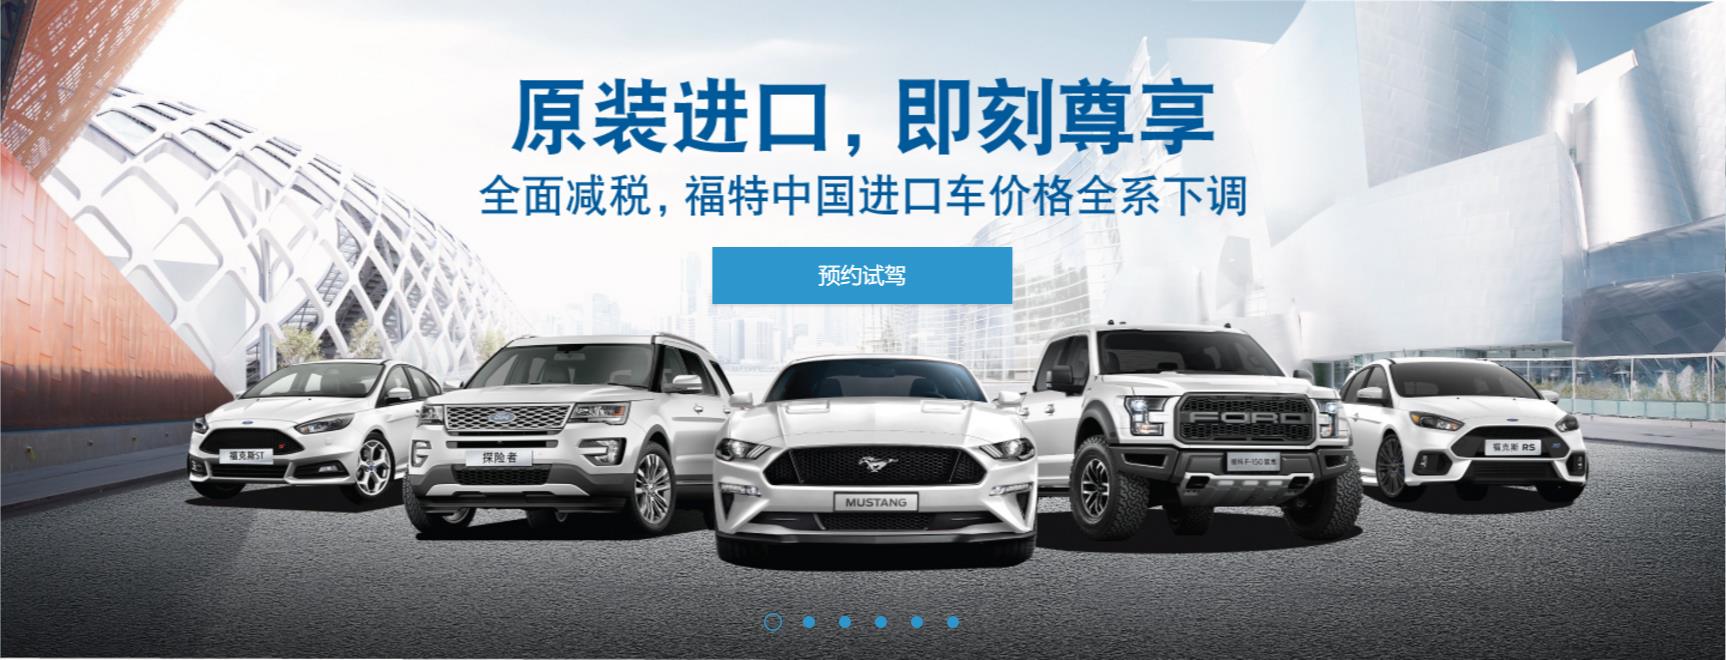 原装进口，即刻尊享
全面减税，福特中国进口车价格全系下调
预约试驾
福克斯ST
Ford
探险者
MUSTANG
FORD
F-150
福克斯 RS